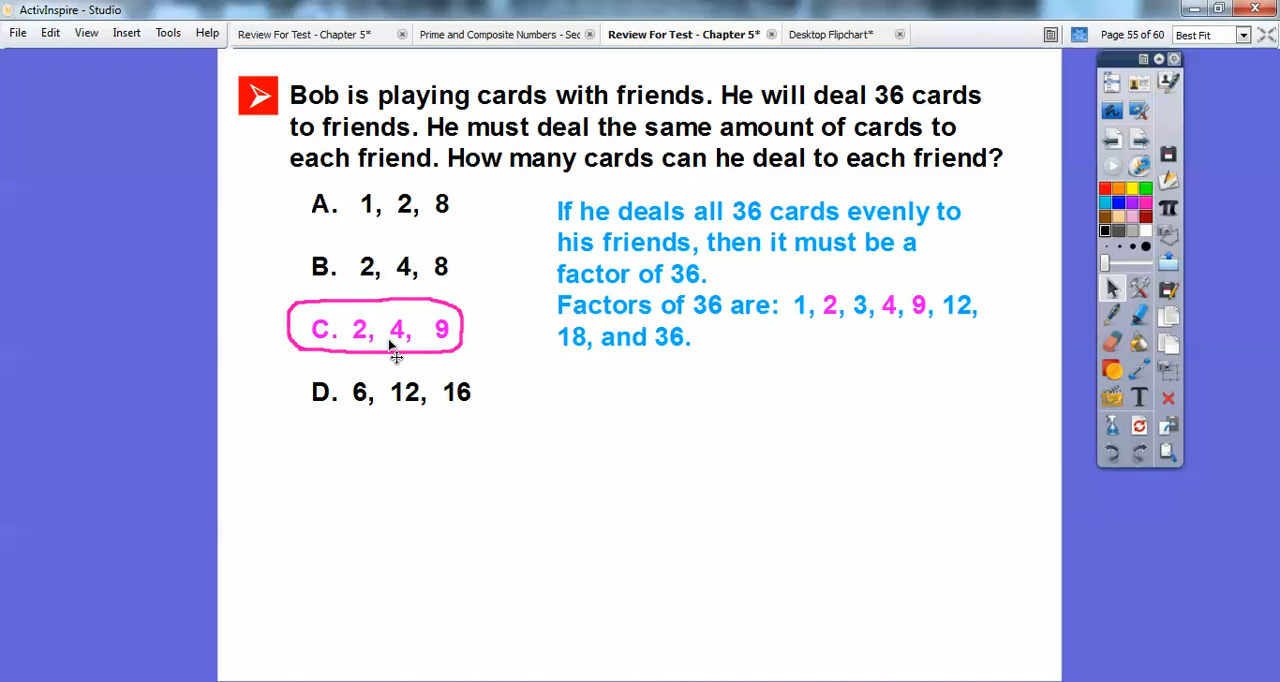 ActivInspire - Studio
File Edit View Insert Tools Help
Review For Test - Chapter 5* Prime and Composite Numbers - Sec Review For Test - Chapter 5* Desktop Flipchart* Page 55 of 60 Best Fit
Bob is playing cards with friends. He will deal 36 cards
to friends. He must deal the same amount of cards to
each friend. How many cards can he deal to each friend?
A. 1, 2, 8
B. 2, 4, 8
C. 2, 4, 9
D. 6, 12, 16
If he deals all 36 cards evenly to
his friends, then it must be a
factor of 36.
Factors of 36 are: 1, 2, 3, 4, 9, 12,
18, and 36.